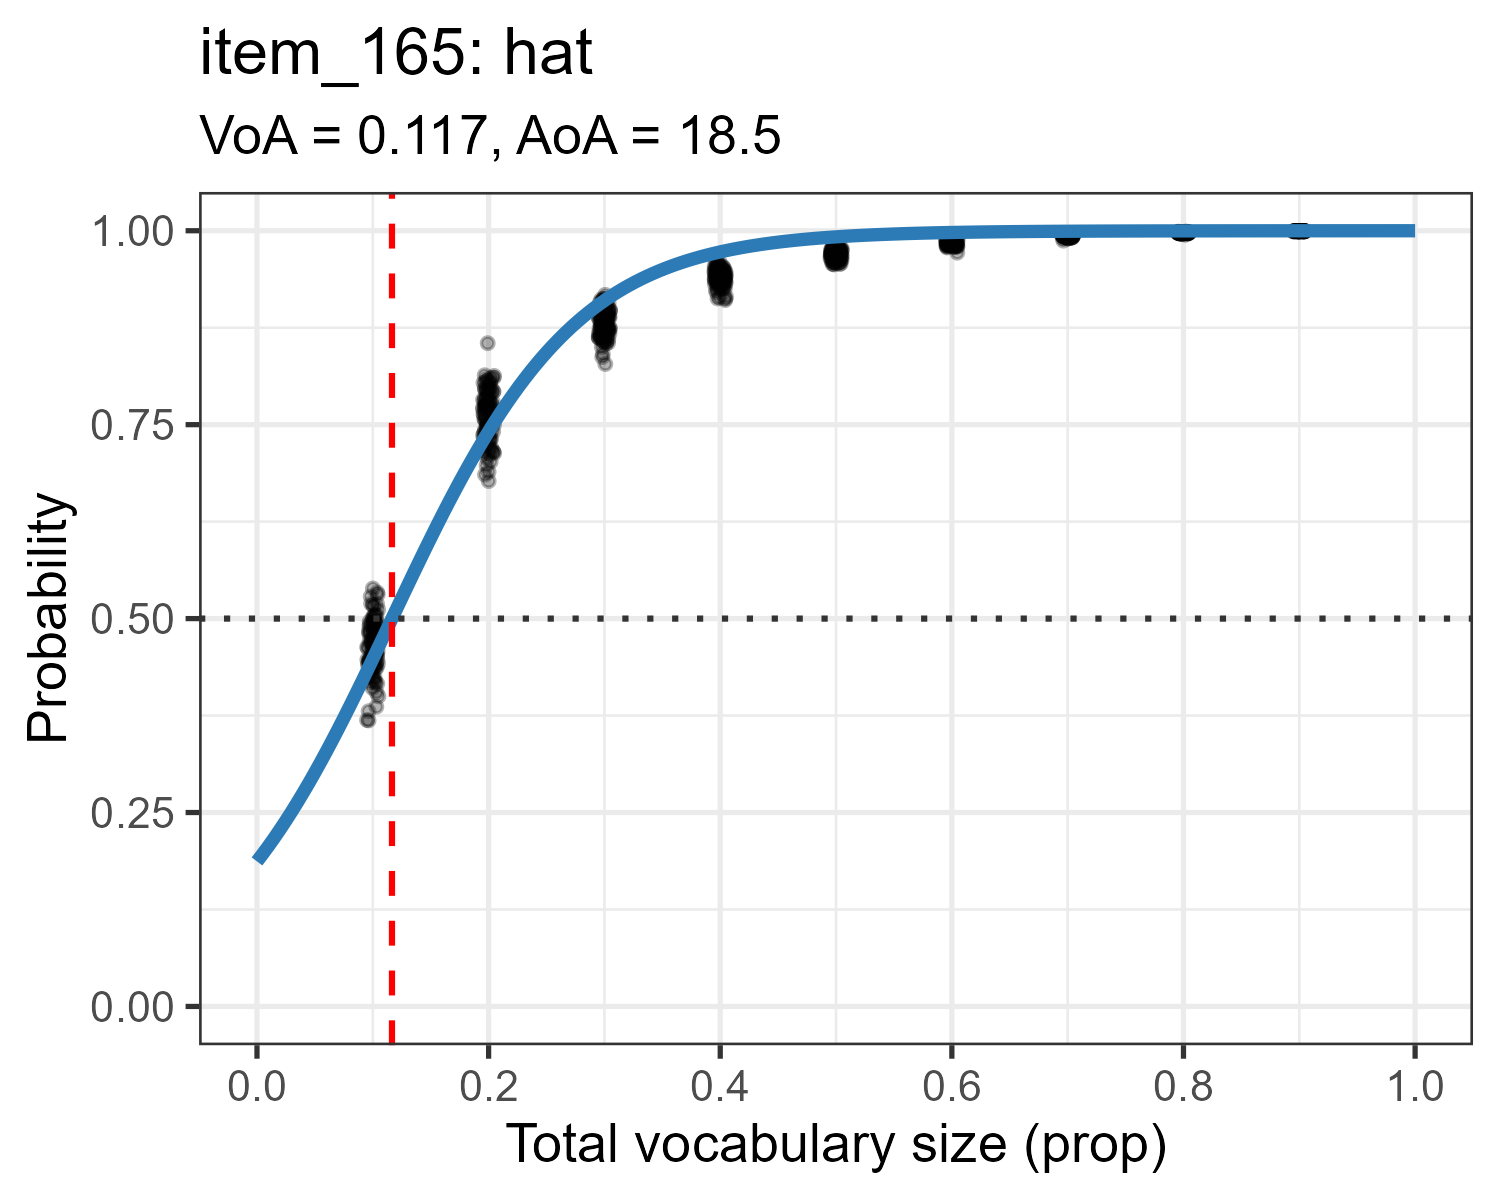 item_165: hat
VoA = 0.117, AoA = 18.5
Probability
1.00
0.75
0.50
0.25
0.00
0.0 0.2 0.4 0.6 0.8 1.0
Total vocabulary size (prop)